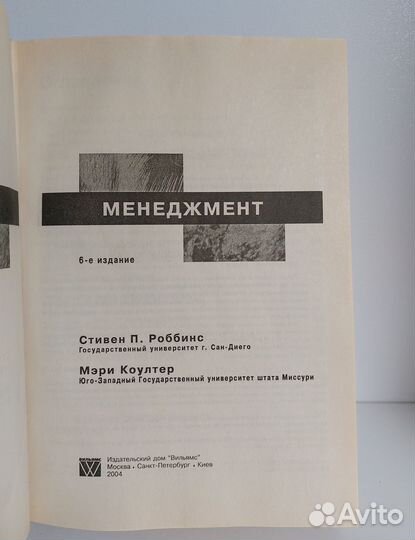 МЕНЕДЖМЕНТ
6-е издание
Стивен П. Роббинс
Государственный университет г. Сан-Диего
Мэри Коултер
Юго-Западный Государственный университет штата Миссури
ВИЛЬЯМС
Издательский дом "Вильямс"
Москва • Санкт-Петербург • Киев
2004
Avito